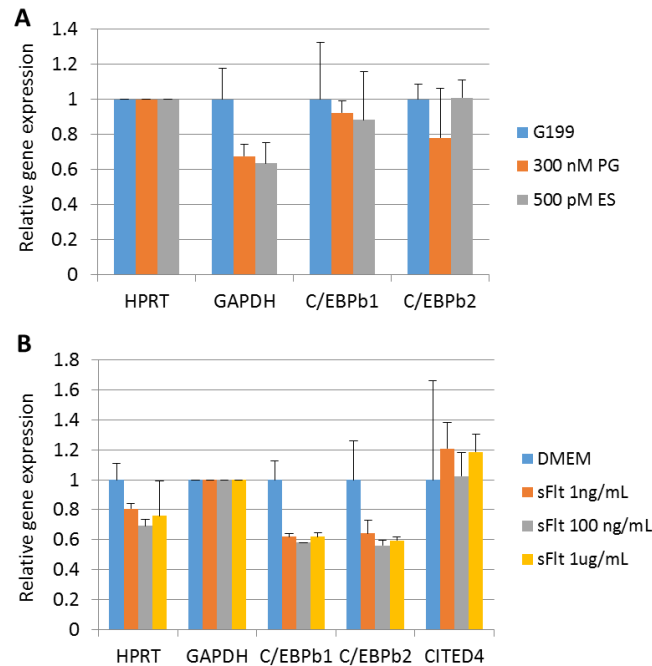 A
Relative gene expression
1.4
1.2
1
0.8
0.6
0.4
0.2
0
HPRT GAPDH C/EBPb1 C/EBPb2
G199
300 nM PG
500 pM ES
B
Relative gene expression
1.8
1.6
1.4
1.2
1
0.8
0.6
0.4
0.2
0
HPRT GAPDH C/EBPb1 C/EBPb2 CITED4
DMEM
sFlt 1ng/mL
sFlt 100 ng/mL
sFlt 1ug/mL